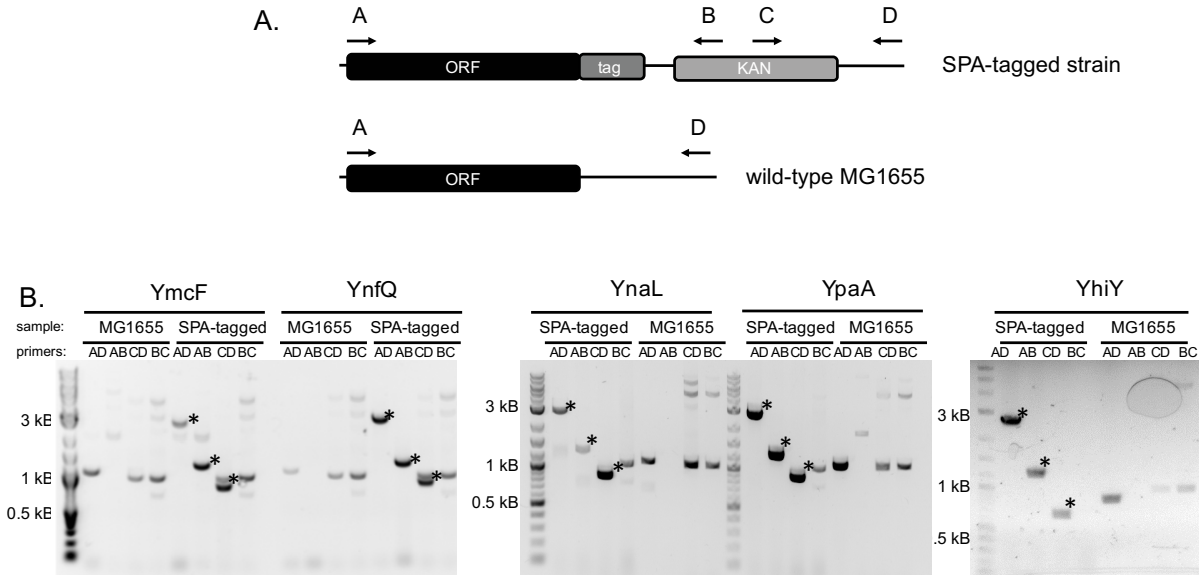 A.
A B C D
ORF tag KAN SPA-tagged strain
A D
ORF wild-type MG1655
B.
YmcF YnfQ YnaL YpaA YhiY
sample: MG1655 SPA-tagged MG1655 SPA-tagged SPA-tagged MG1655 SPA-tagged MG1655 SPA-tagged MG1655
primers: AD AB CD BC AD AB CD BC AD AB CD BC AD AB CD BC AD AB CD BC AD AB CD BC AD AB CD BC AD AB CD BC AD AB CD BC AD AB CD BC
3 kB * * 3 kB * * 3 kB *
1 kB * * * * * * * * 1 kB * 1 kB
0.5 kB 0.5 kB * .5 kB